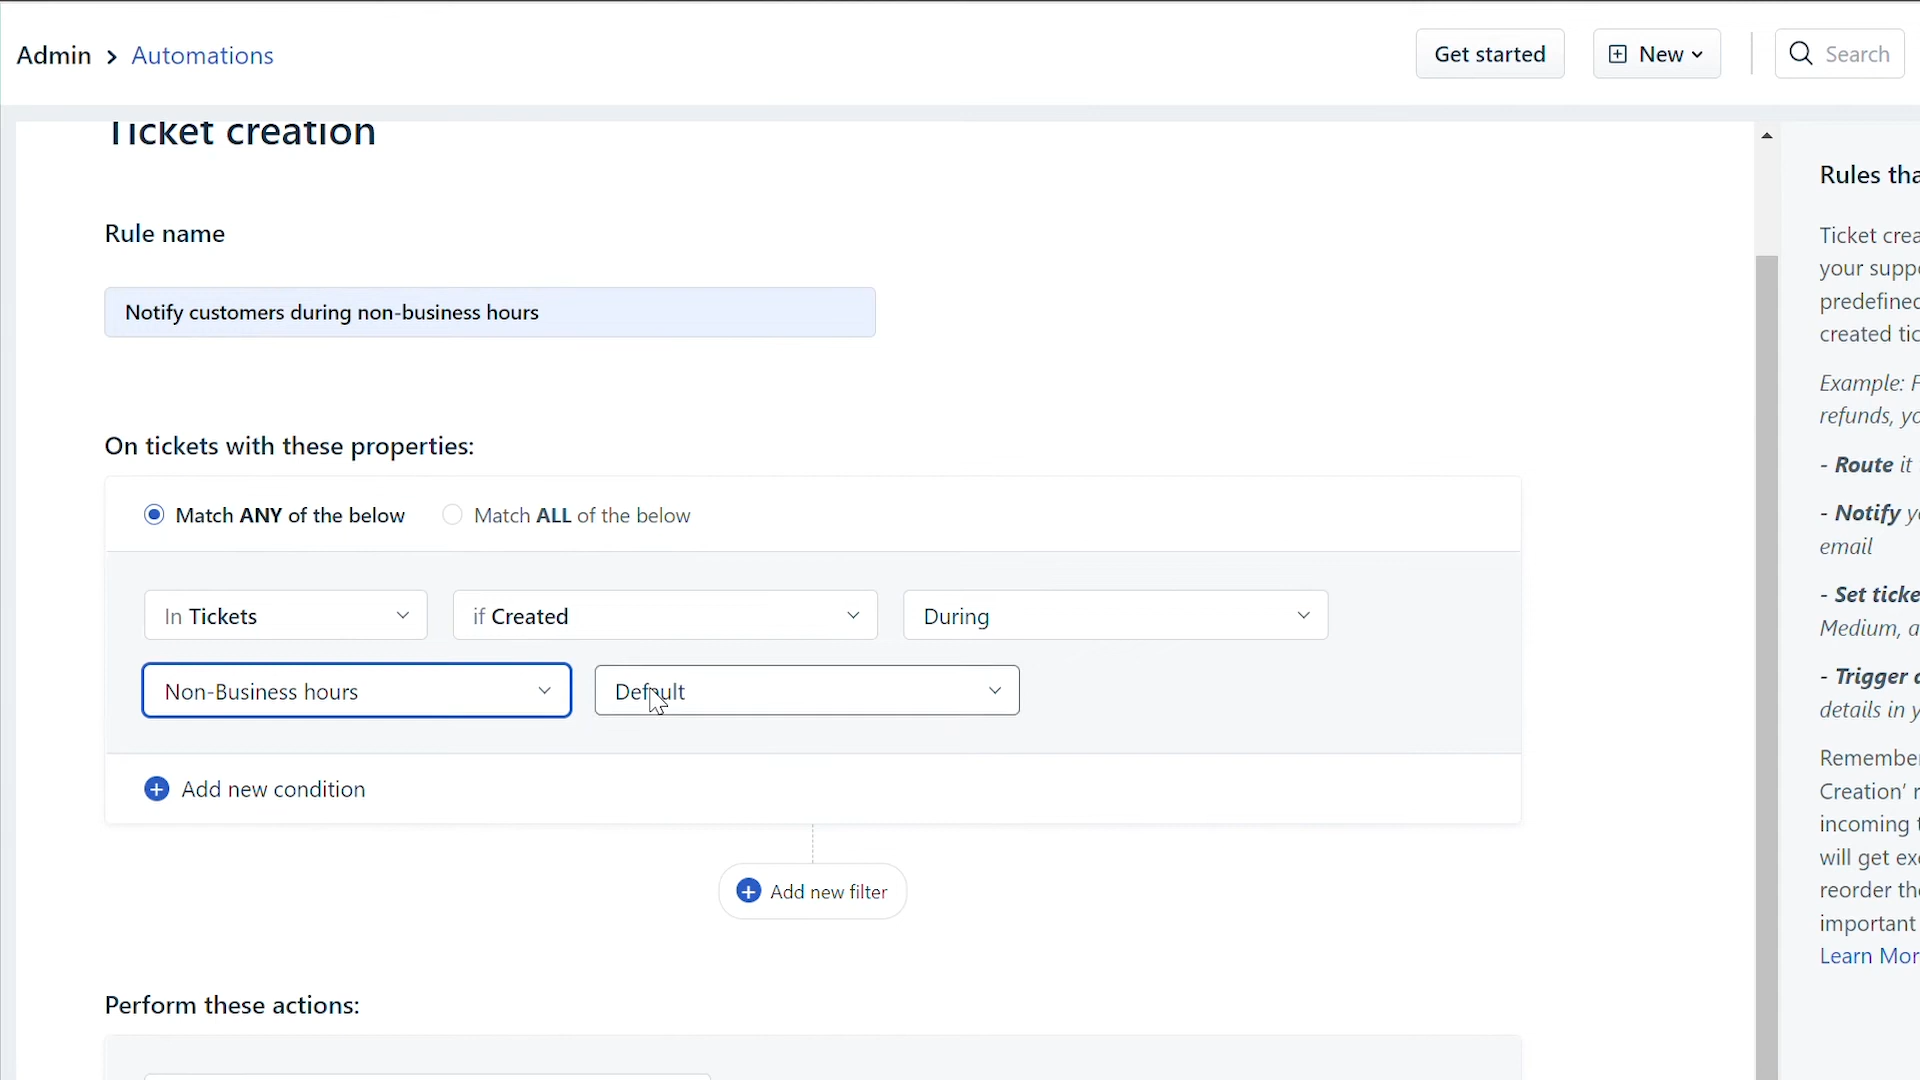 Admin > Automations
Get started
New
Search
Ticket creation
Rule name
Notify customers during non-business hours
On tickets with these properties:
Match ANY of the below
Match ALL of the below
In Tickets
if Created
During
Non-Business hours
Default
Add new condition
Add new filter
Perform these actions:
Rules tha
Ticket crea
your suppo
predefined
created tic
Example: F
refunds, yo
- Route it
- Notify yo
email
- Set ticke
Medium, a
- Trigger a
details in y
Remember
Creation' r
incoming t
will get exe
reorder the
important
Learn Mor